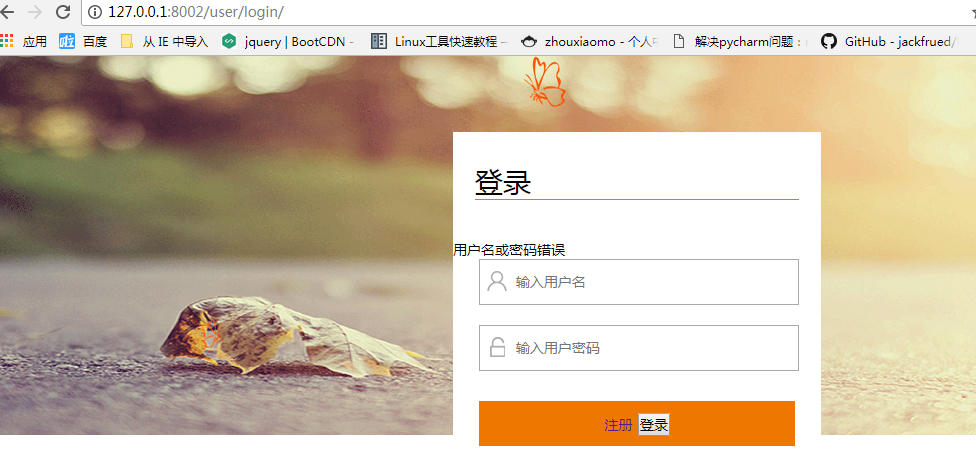 127.0.0.1:8002/user/login/
应用 百度 从 IE 中导入 jquery | BootCDN - Linux工具快速教程 – zhouxiaomo - 个人 解决pycharm问题: GitHub - jackfrued/
登录
用户名或密码错误
输入用户名
输入用户密码
注册 登录